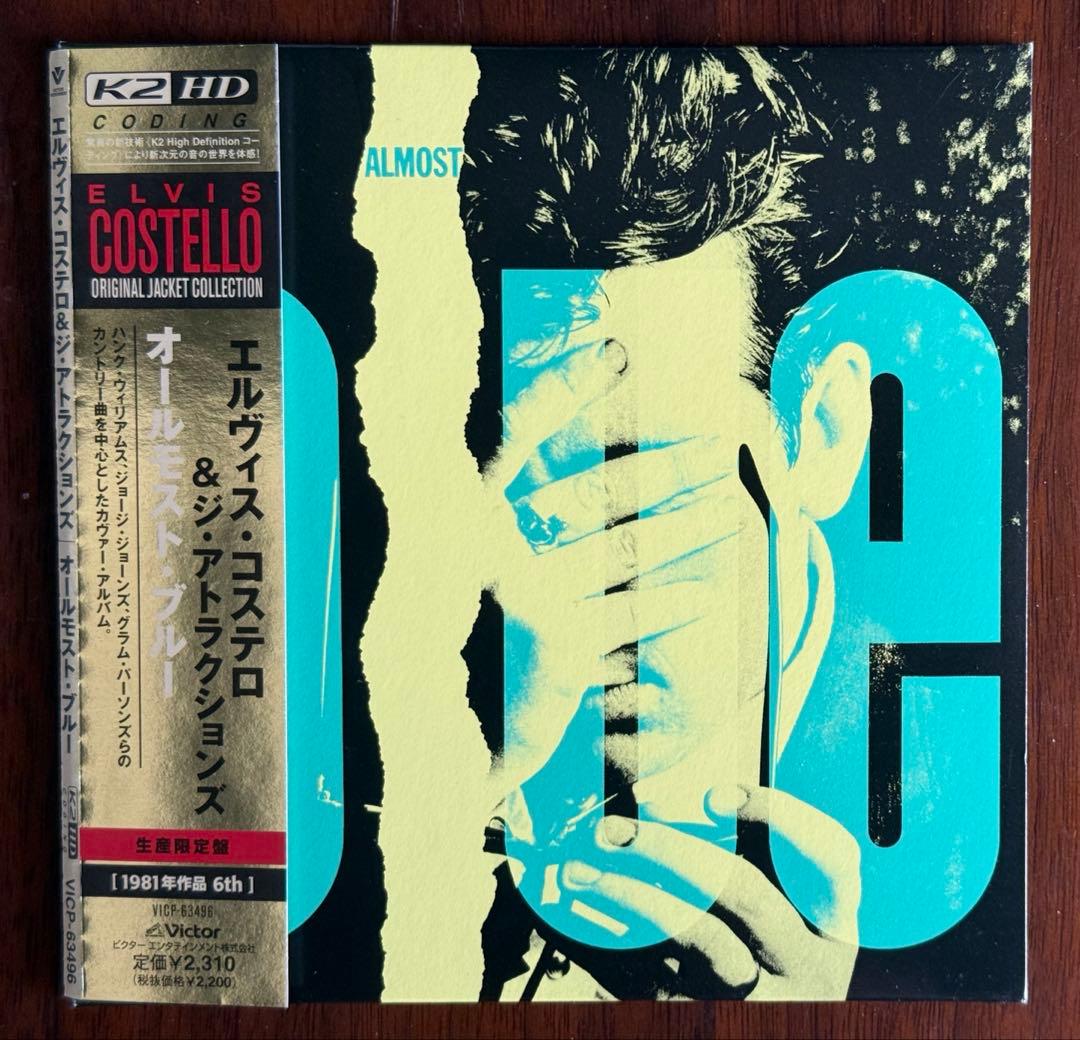 エルヴィス・コステロ&ジ・アトラクションズ│オールモスト・ブルー
K2HD
VICP-63496
K2 HD
CODING
驚異の新技術《K2 High Definition コー
ディング》により新次元の音の世界を体感!
ELVIS
COSTELLO
ORIGINAL JACKET COLLECTION
エルヴィス・コステロ
&ジ・アトラクションズ
オールモスト・ブルー
ハンク・ウィリアムス、ジョージ・ジョーンズ、グラム・パーソンズらの
カントリー曲を中心としたカヴァー・アルバム。
生産限定盤
[ 1981年作品 6th ]
VICP-63496
Victor
ビクター エンタテインメント株式会社
定価¥2,310
(税抜価格¥2,200)
ALMOST
ue